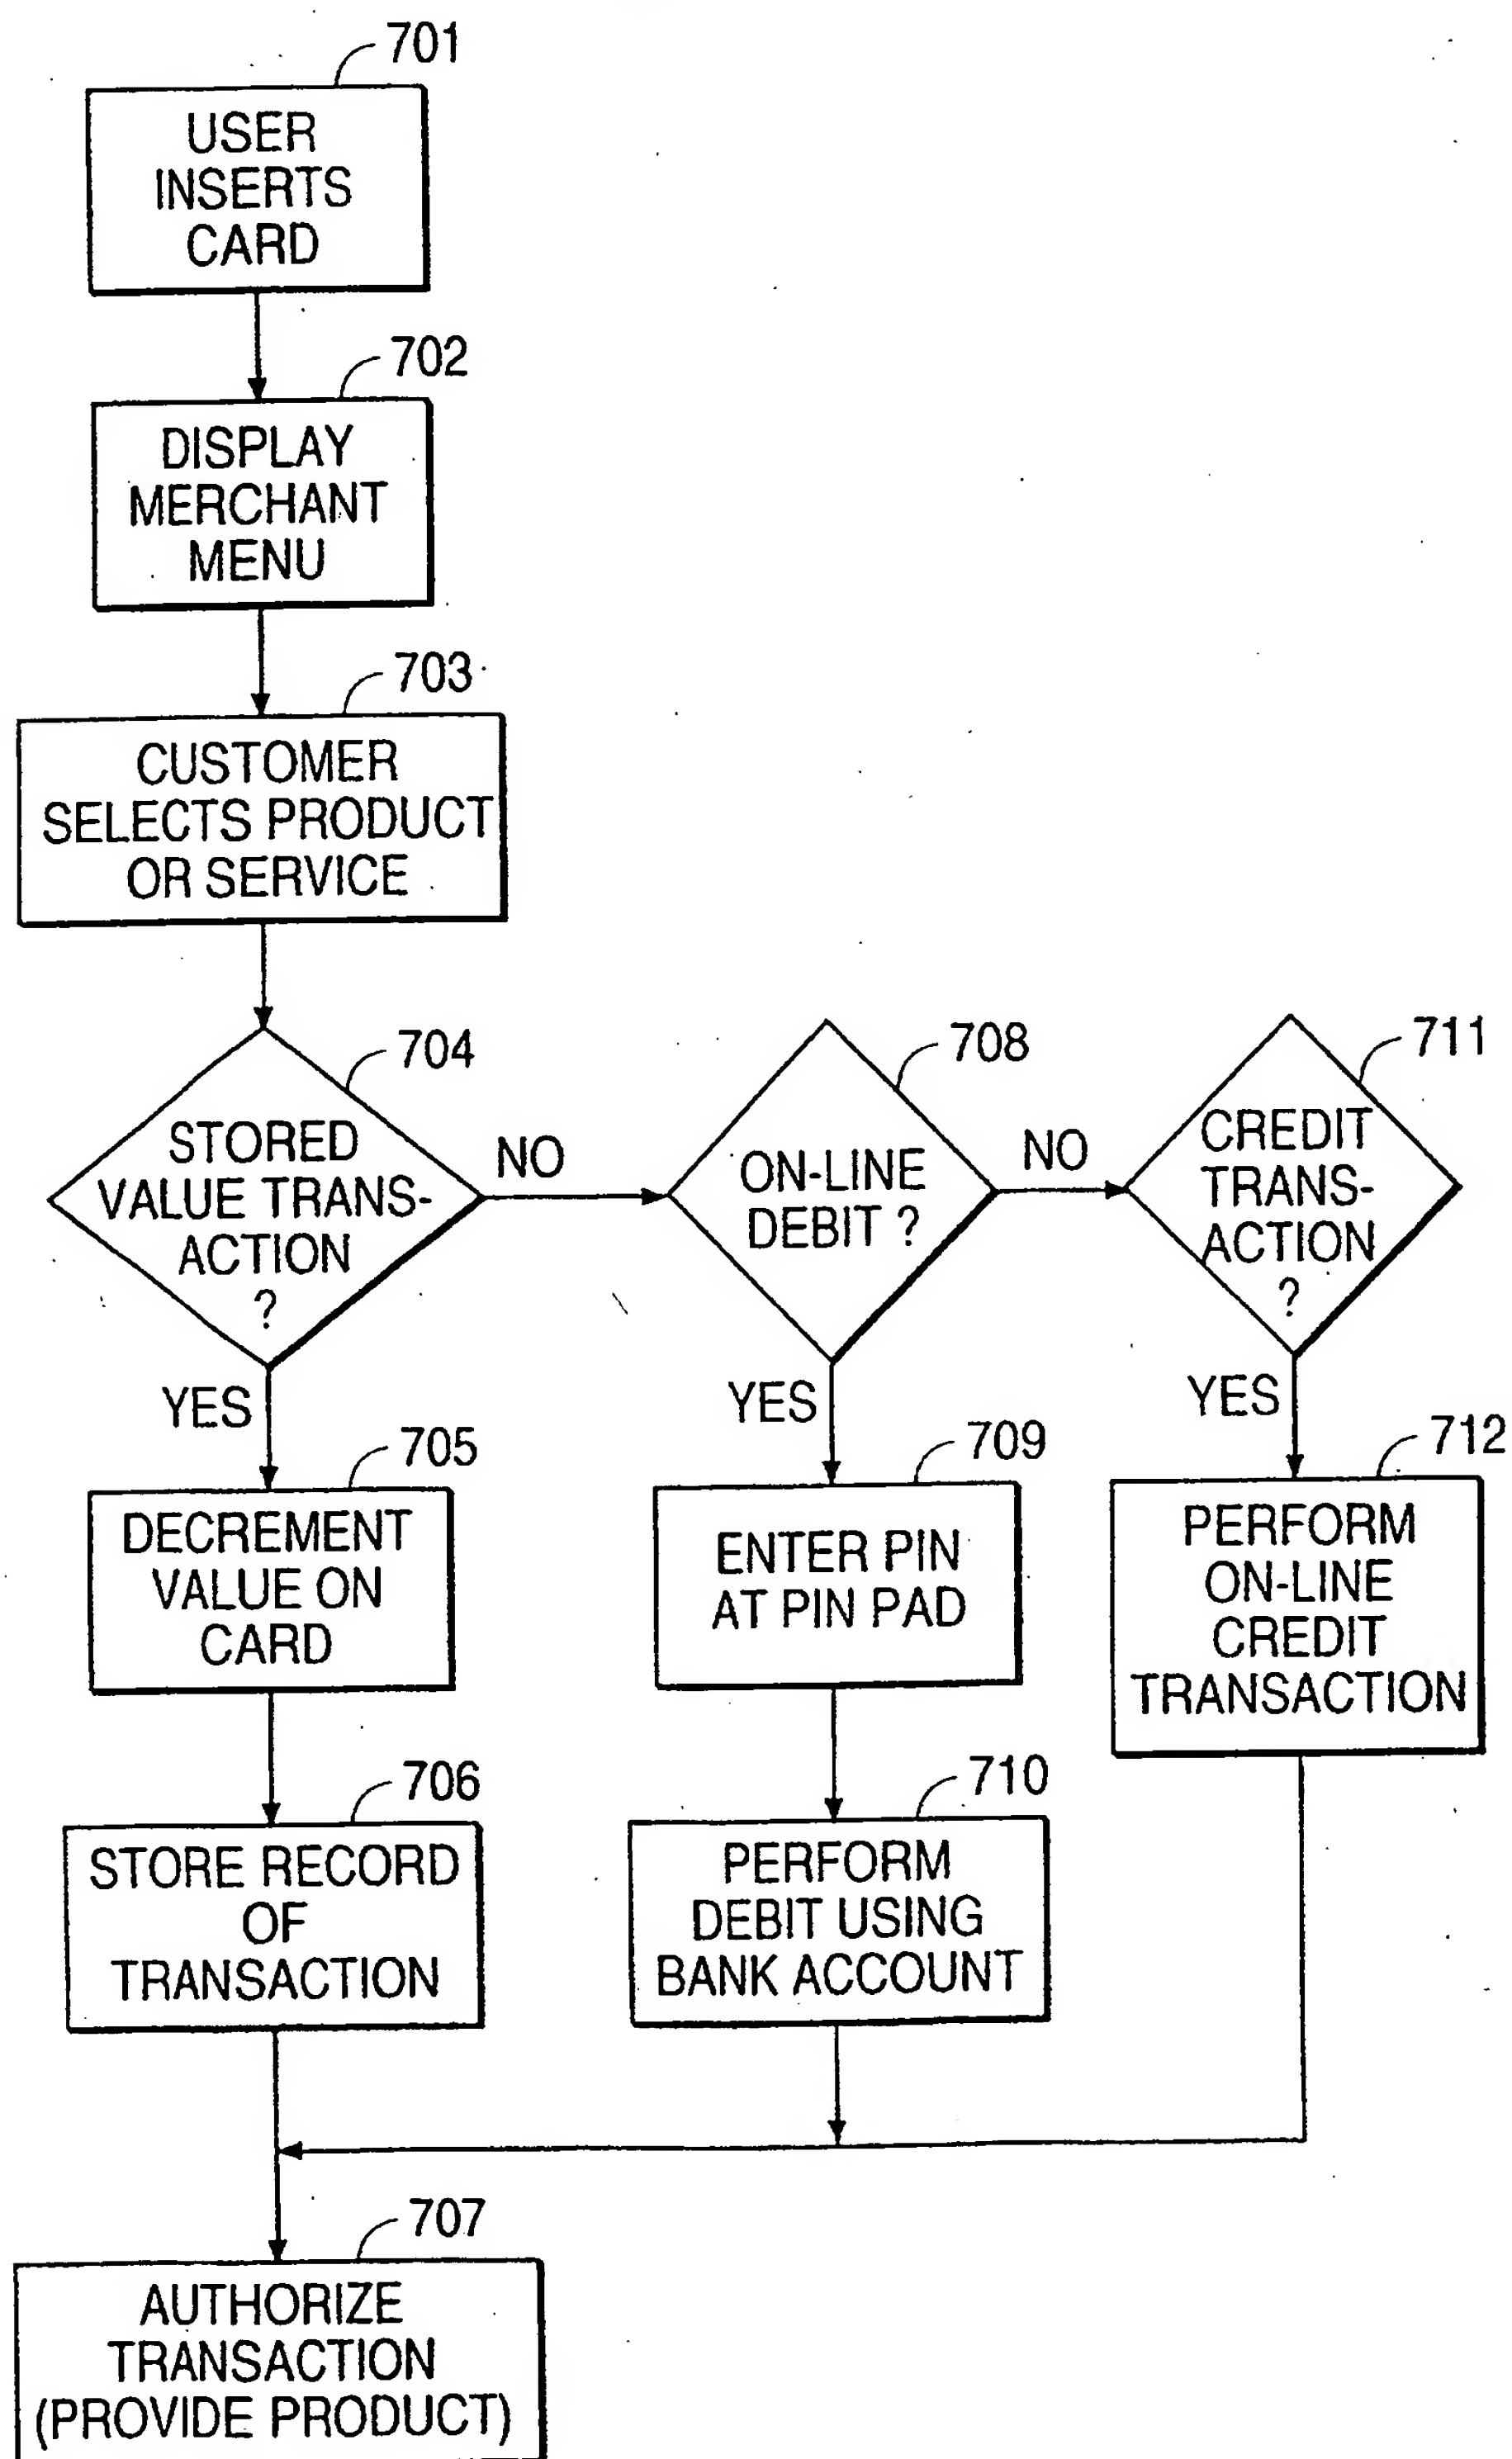 701
USER
INSERTS
CARD
702
DISPLAY
MERCHANT
MENU
703
CUSTOMER
SELECTS PRODUCT
OR SERVICE
704
STORED
VALUE TRANS-
ACTION
?
NO
YES
708
ON-LINE
DEBIT ?
NO
YES
711
CREDIT
TRANS-
ACTION
?
YES
705
DECREMENT
VALUE ON
CARD
709
ENTER PIN
AT PIN PAD
712
PERFORM
ON-LINE
CREDIT
TRANSACTION
706
STORE RECORD
OF
TRANSACTION
710
PERFORM
DEBIT USING
BANK ACCOUNT
707
AUTHORIZE
TRANSACTION
(PROVIDE PRODUCT)